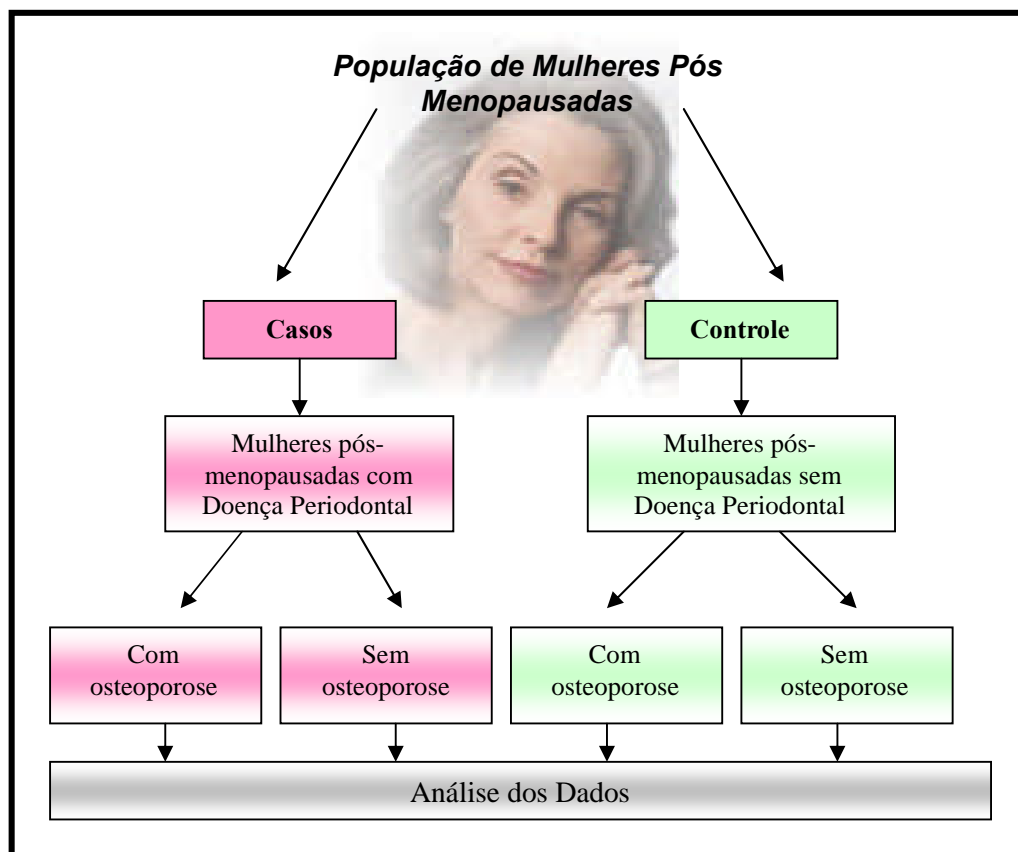 População de Mulheres Pós
Menopausadas
Casos
Controle
Mulheres pós-
menopausadas com
Doença Periodontal
Mulheres pós-
menopausadas sem
Doença Periodontal
Com
osteoporose
Sem
osteoporose
Com
osteoporose
Sem
osteoporose
Análise dos Dados